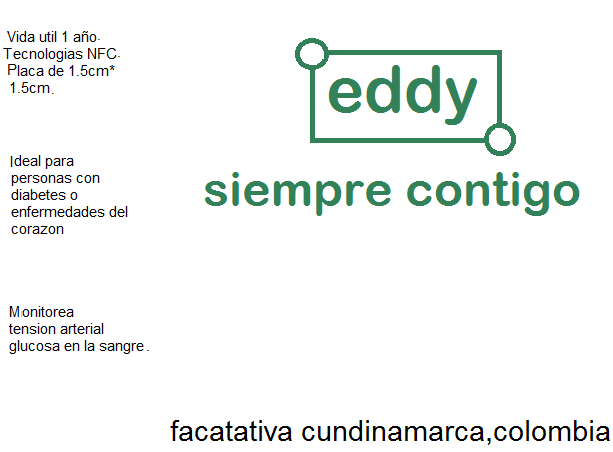 Vida util 1 año.
Tecnologias NFC.
Placa de 1.5cm*
1.5cm.
Ideal para
personas con
diabetes o
enfermedades del
corazon
Monitorea
tension arterial
glucosa en la sangre.
eddy
siempre contigo
facatativa cundinamarca,colombia